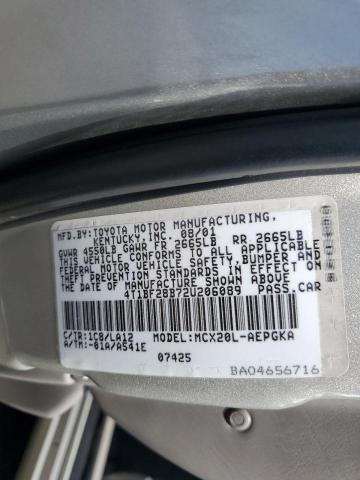 MFD.BY:TOYOTA MOTOR MANUFACTURING,
KENTUCKY,INC. 08/01
GVWR 4550LB GAWR FR 2665LB RR 2665LB
THIS VEHICLE CONFORMS TO ALL APPLICABLE
FEDERAL MOTOR VEHICLE SAFETY, BUMPER AND
THEFT PREVENTION STANDARDS IN EFFECT ON
THE DATE OF MANUFACTURE SHOWN ABOVE
4T1BF28B72U206089 PASS.CAR
C/TR:1C8/LA12 MODEL:MCX20L-AEPGKA
A/TM:-01A/A541E
07425
BA04656716